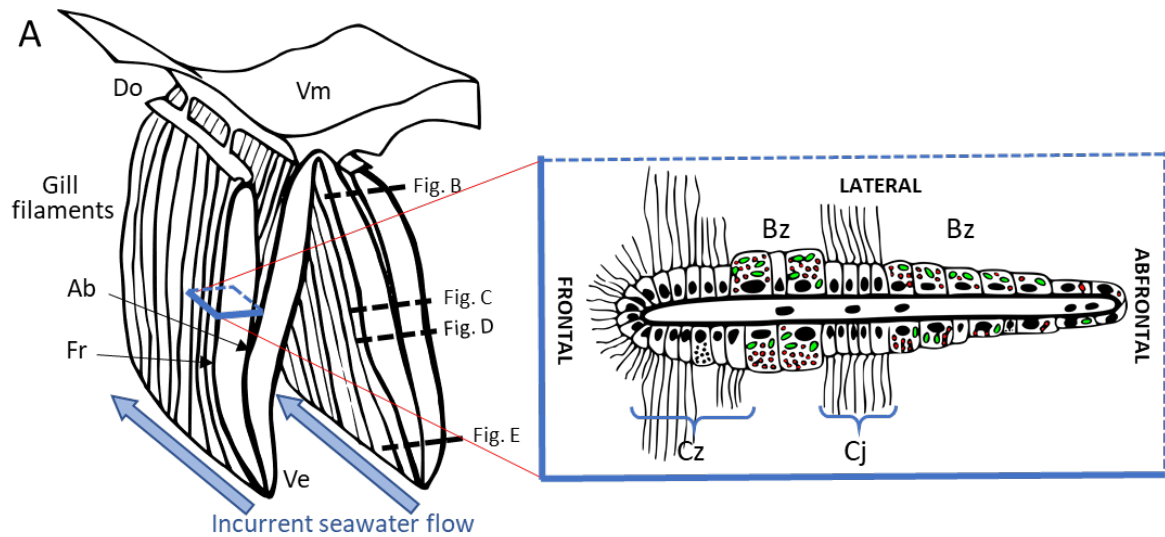 A
Do
Vm
Gill
filaments
Fig. B
Ab
Fig. C
Fig. D
Fr
Fig. E
Ve
Incurrent seawater flow
LATERAL
Bz
Bz
FRONTAL
ABFRONTAL
Cz
Cj